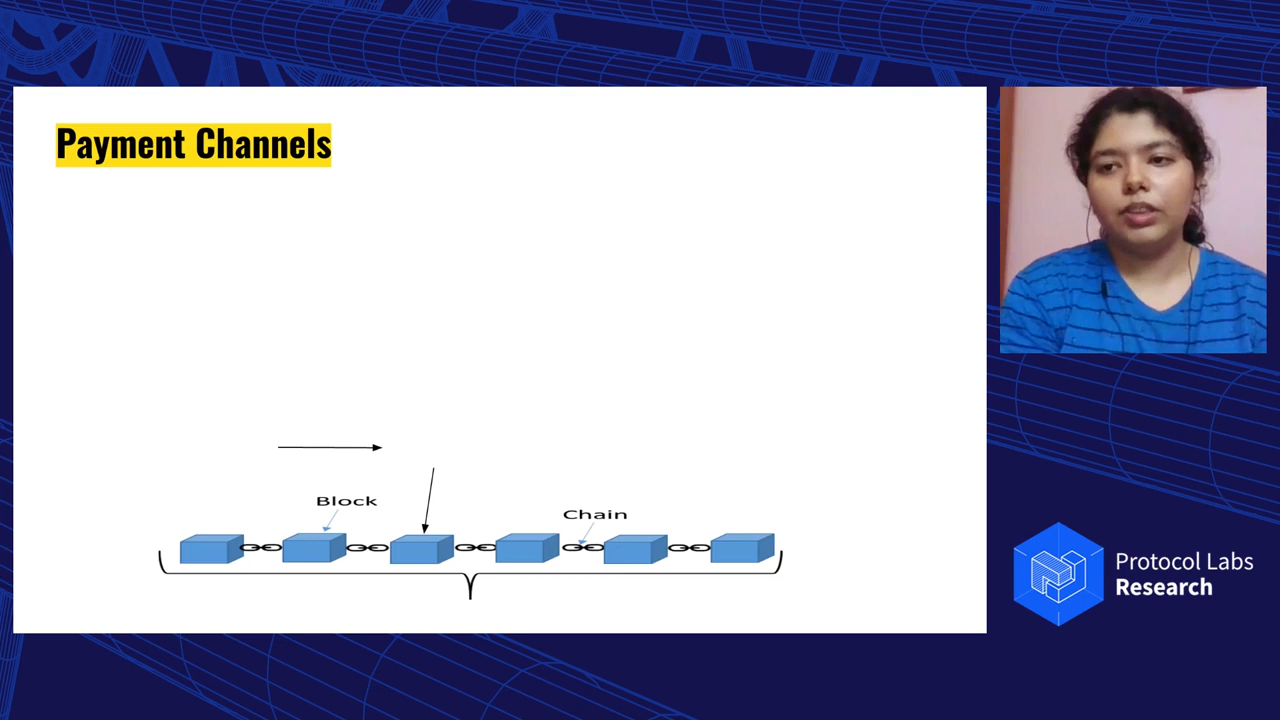 Payment Channels
Block
Chain
Protocol Labs
Research